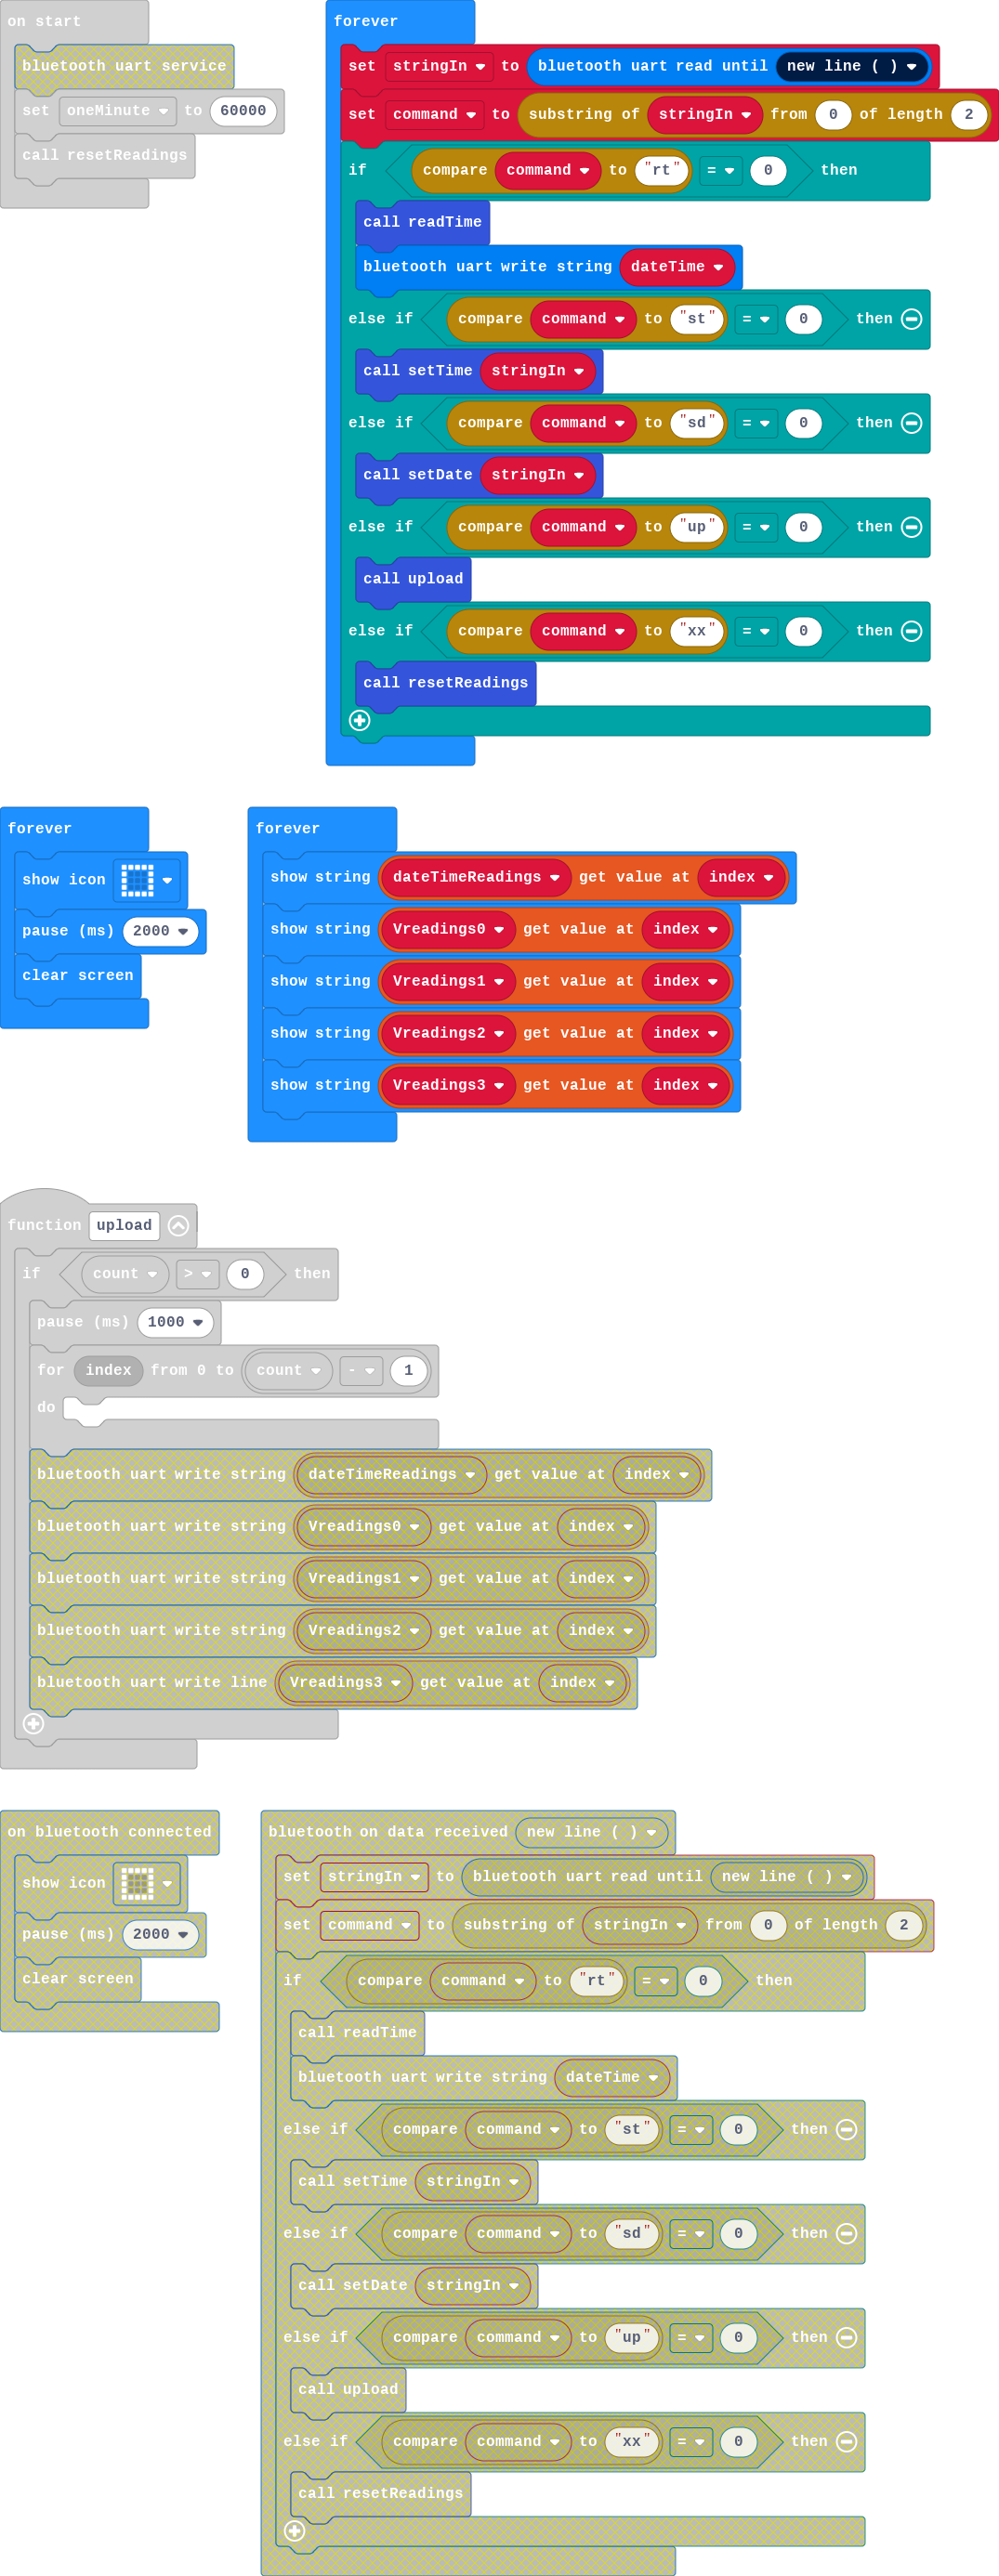 on start
bluetooth uart service
set oneMinute to 60000
call resetReadings
forever
set stringIn to bluetooth uart read until new line ( )
set command to substring of stringIn from 0 of length 2
if compare command to "rt" = 0 then
call readTime
bluetooth uart write string dateTime
else if compare command to "st" = 0 then
call setTime stringIn
else if compare command to "sd" = 0 then
call setDate stringIn
else if compare command to "up" = 0 then
call upload
else if compare command to "xx" = 0 then
call resetReadings
forever
show icon
pause (ms) 2000
clear screen
forever
show string dateTimeReadings get value at index
show string Vreadings0 get value at index
show string Vreadings1 get value at index
show string Vreadings2 get value at index
show string Vreadings3 get value at index
function upload
if count > 0 then
pause (ms) 1000
for index from 0 to count - 1
do
bluetooth uart write string dateTimeReadings get value at index
bluetooth uart write string Vreadings0 get value at index
bluetooth uart write string Vreadings1 get value at index
bluetooth uart write string Vreadings2 get value at index
bluetooth uart write line Vreadings3 get value at index
on bluetooth connected
show icon
pause (ms) 2000
clear screen
bluetooth on data received new line ( )
set stringIn to bluetooth uart read until new line ( )
set command to substring of stringIn from 0 of length 2
if compare command to "rt" = 0 then
call readTime
bluetooth uart write string dateTime
else if compare command to "st" = 0 then
call setTime stringIn
else if compare command to "sd" = 0 then
call setDate stringIn
else if compare command to "up" = 0 then
call upload
else if compare command to "xx" = 0 then
call resetReadings